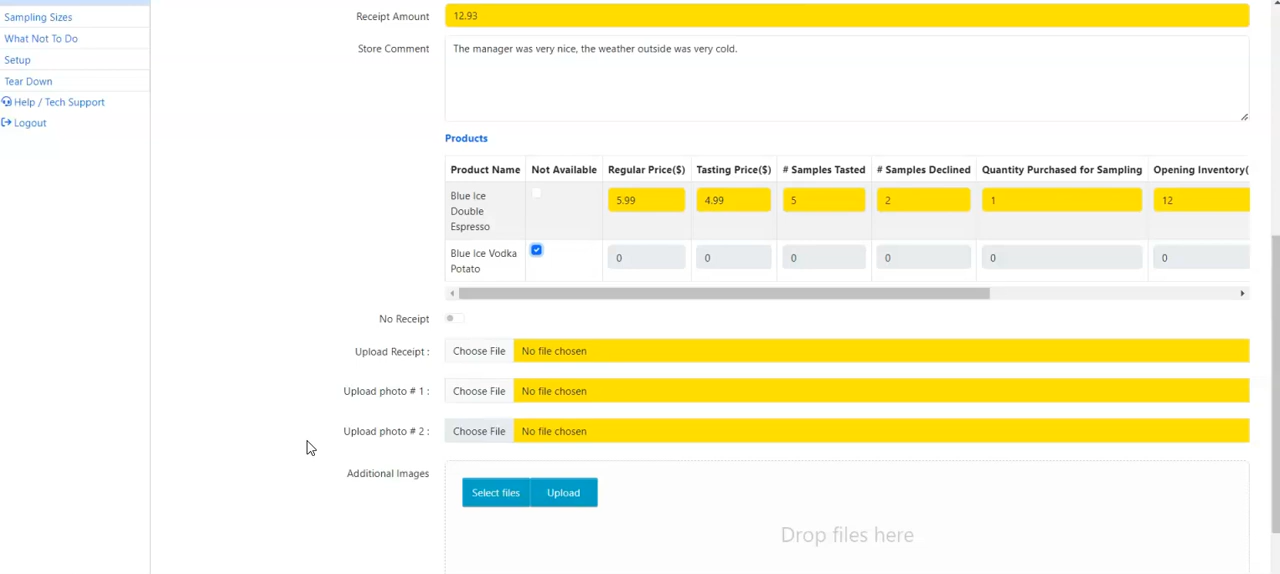 Sampling Sizes
What Not To Do
Setup
Tear Down
Help / Tech Support
Logout
Receipt Amount 12.93
Store Comment The manager was very nice, the weather outside was very cold.
Products
Product Name Not Available Regular Price($) Tasting Price($) # Samples Tasted # Samples Declined Quantity Purchased for Sampling Opening Inventory(
Blue Ice
Double
Espresso
5.99 4.99 5 2 1 12
Blue Ice Vodka
Potato
0 0 0 0 0 0
No Receipt
Upload Receipt : Choose File No file chosen
Upload photo # 1 : Choose File No file chosen
Upload photo # 2 : Choose File No file chosen
Additional Images
Select files Upload
Drop files here